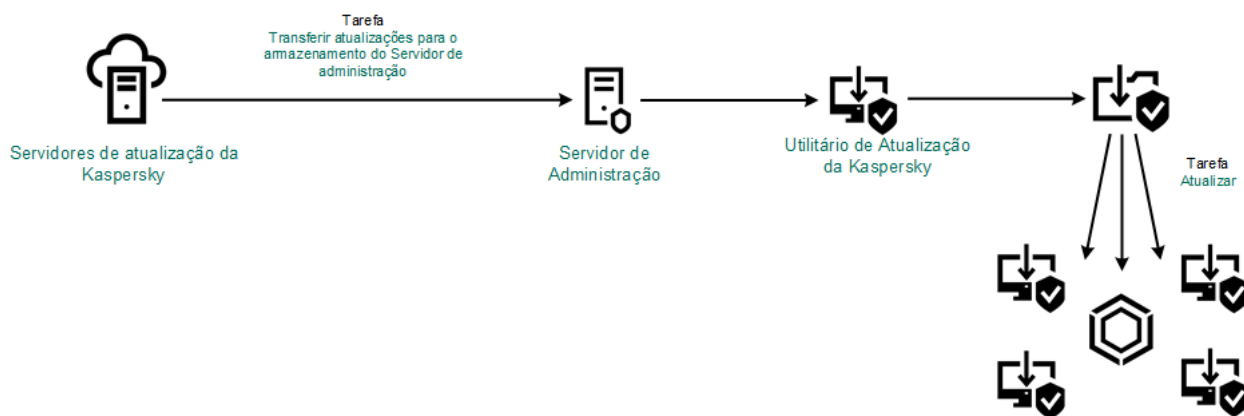 Tarefa
Transferir atualizações para o
armazenamento do Servidor de
administração
Servidores de atualização da
Kaspersky
Servidor de
Administração
Utilitário de Atualização
da Kaspersky
Tarefa
Atualizar